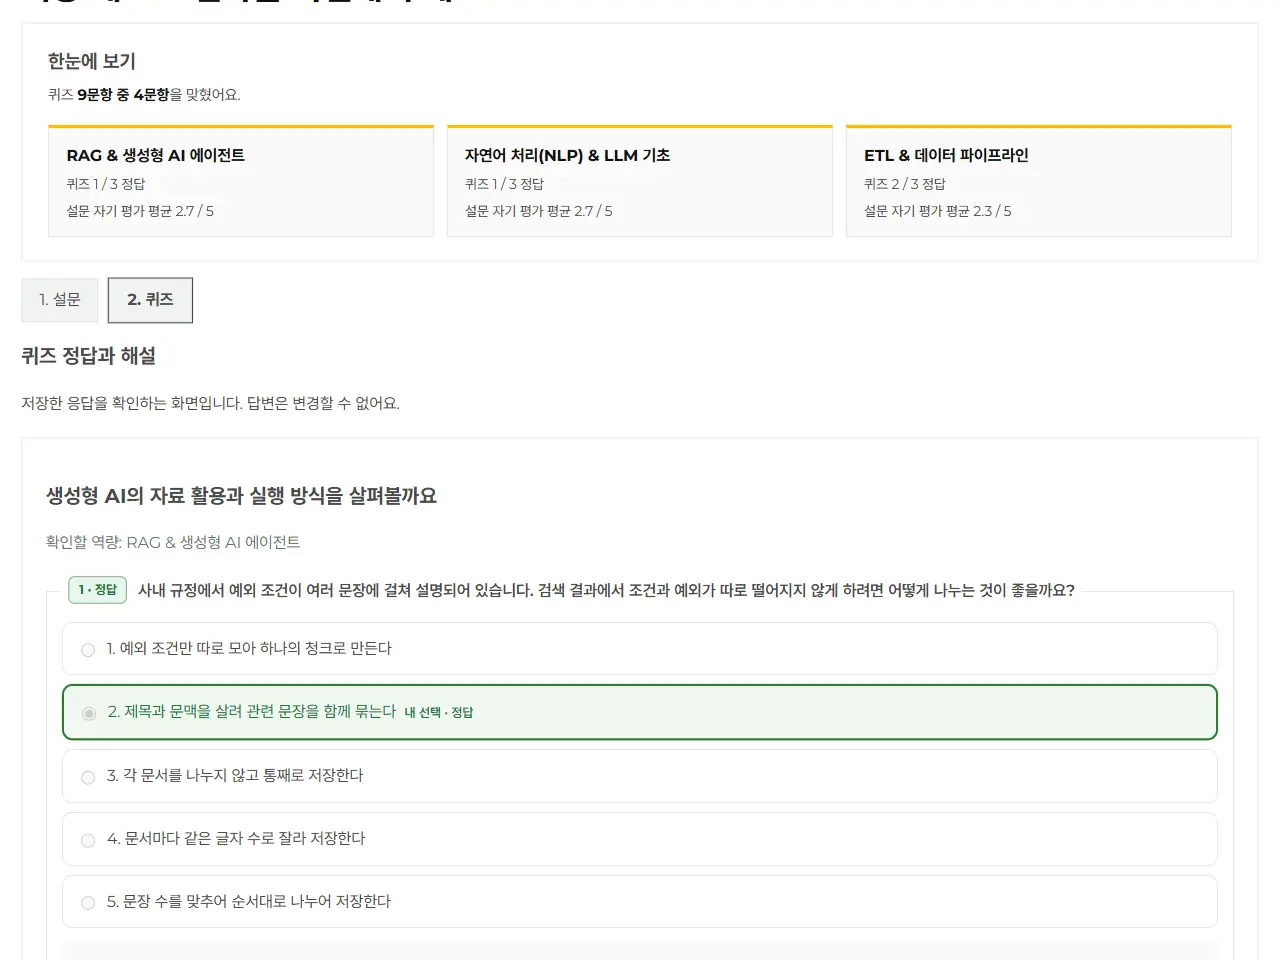 한눈에 보기
퀴즈 9문항 중 4문항을 맞혔어요.
RAG & 생성형 AI 에이전트
퀴즈 1 / 3 정답
설문 자기 평가 평균 2.7 / 5
자연어 처리(NLP) & LLM 기초
퀴즈 1 / 3 정답
설문 자기 평가 평균 2.7 / 5
ETL & 데이터 파이프라인
퀴즈 2 / 3 정답
설문 자기 평가 평균 2.3 / 5
1. 설문
2. 퀴즈
퀴즈 정답과 해설
저장한 응답을 확인하는 화면입니다. 답변은 변경할 수 없어요.
생성형 AI의 자료 활용과 실행 방식을 살펴볼까요
확인할 역량: RAG & 생성형 AI 에이전트
1 · 정답 사내 규정에서 예외 조건이 여러 문장에 걸쳐 설명되어 있습니다. 검색 결과에서 조건과 예외가 따로 떨어지지 않게 하려면 어떻게 나누는 것이 좋을까요?
1. 예외 조건만 따로 모아 하나의 청크로 만든다
2. 제목과 문맥을 살려 관련 문장을 함께 묶는다 내 선택 · 정답
3. 각 문서를 나누지 않고 통째로 저장한다
4. 문서마다 같은 글자 수로 잘라 저장한다
5. 문장 수를 맞추어 순서대로 나누어 저장한다